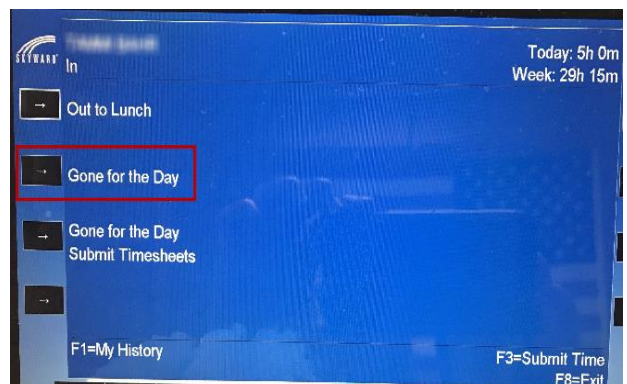 SKYWARD
In
Today: 5h 0m
Week: 29h 15m
Out to Lunch
Gone for the Day
Gone for the Day
Submit Timesheets
F1=My History
F3=Submit Time
F8=Exit